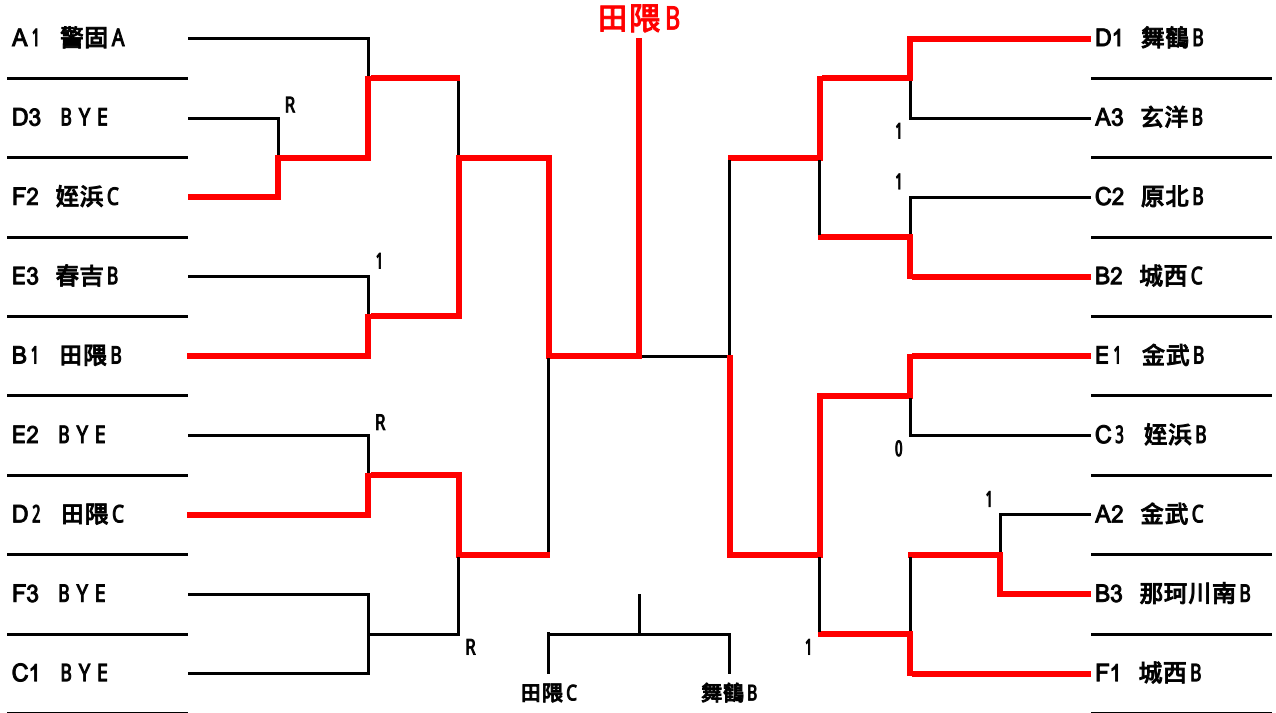 田隈B
A1 警固A
D3 BYE
R
F2 姪浜C
E3 春吉B
1
B1 田隈B
E2 BYE
R
D2 田隈C
F3 BYE
R
C1 BYE
田隈C
舞鶴B
D1 舞鶴B
1
A3 玄洋B
1
C2 原北B
B2 城西C
E1 金武B
0
C3 姪浜B
1
A2 金武C
B3 那珂川南B
1
F1 城西B